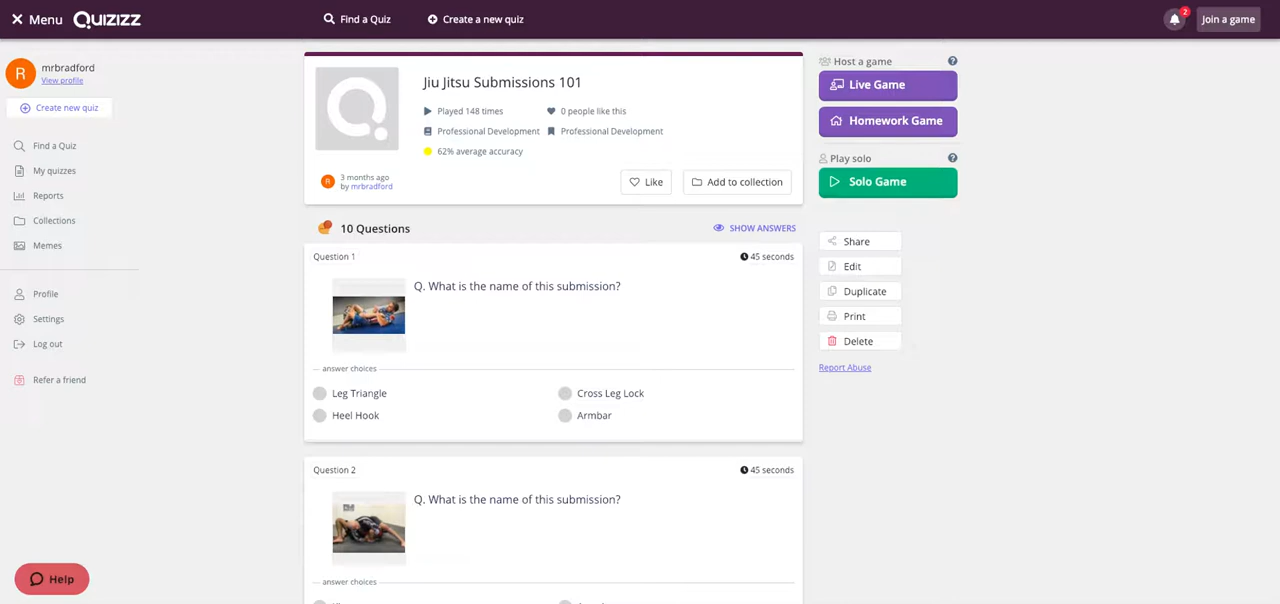 Menu Quizizz Find a Quiz Create a new quiz 2 Join a game
R mrbradford
View profile
Create new quiz
Find a Quiz
My quizzes
Reports
Collections
Memes
Profile
Settings
Log out
Refer a friend
Help
Jiu Jitsu Submissions 101
Played 148 times 0 people like this
Professional Development Professional Development
62% average accuracy
R 3 months ago
by mrbradford
Like Add to collection
10 Questions SHOW ANSWERS
Question 1 45 seconds
Q. What is the name of this submission?
answer choices
Leg Triangle Cross Leg Lock
Heel Hook Armbar
Question 2 45 seconds
Q. What is the name of this submission?
answer choices
Host a game ?
Live Game
Homework Game
Play solo ?
Solo Game
Share
Edit
Duplicate
Print
Delete
Report Abuse